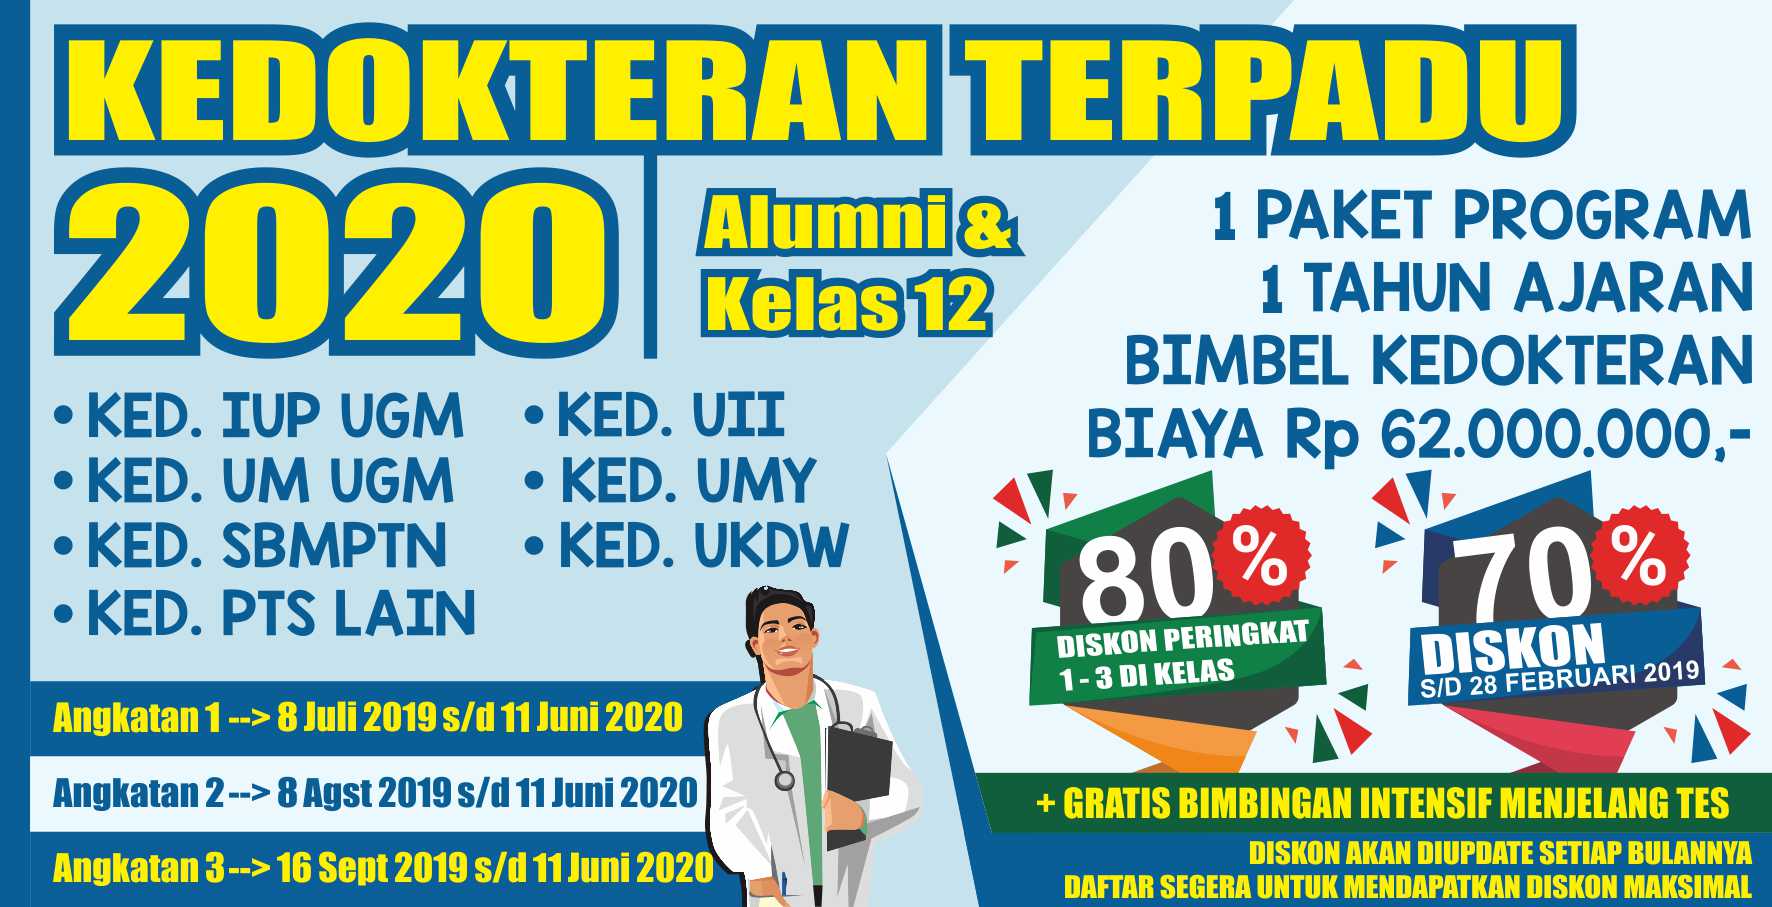 KEDOKTERAN TERPADU
2020
Alumni &
Kelas 12
• KED. IUP UGM
• KED. UM UGM
• KED. SBMPTN
• KED. PTS LAIN
• KED. UII
• KED. UMY
• KED. UKDW
1 PAKET PROGRAM
1 TAHUN AJARAN
BIMBEL KEDOKTERAN
BIAYA Rp 62.000.000,-
80%
DISKON PERINGKAT
1 - 3 DI KELAS
70%
DISKON
S/D 28 FEBRUARI 2019
Angkatan 1 --> 8 Juli 2019 s/d 11 Juni 2020
Angkatan 2 --> 8 Agst 2019 s/d 11 Juni 2020
Angkatan 3 --> 16 Sept 2019 s/d 11 Juni 2020
+ GRATIS BIMBINGAN INTENSIF MENJELANG TES
DISKON AKAN DIUPDATE SETIAP BULANNYA
DAFTAR SEGERA UNTUK MENDAPATKAN DISKON MAKSIMAL